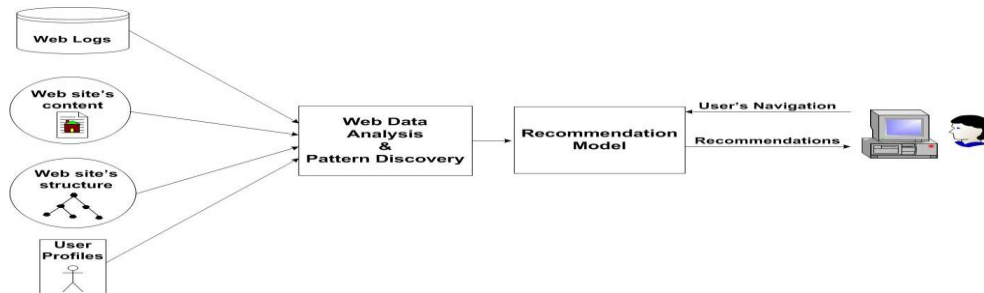 Web Logs
Web site's
content
Web site's
structure
User
Profiles
Web Data
Analysis
&
Pattern Discovery
Recommendation
Model
User's Navigation
Recommendations